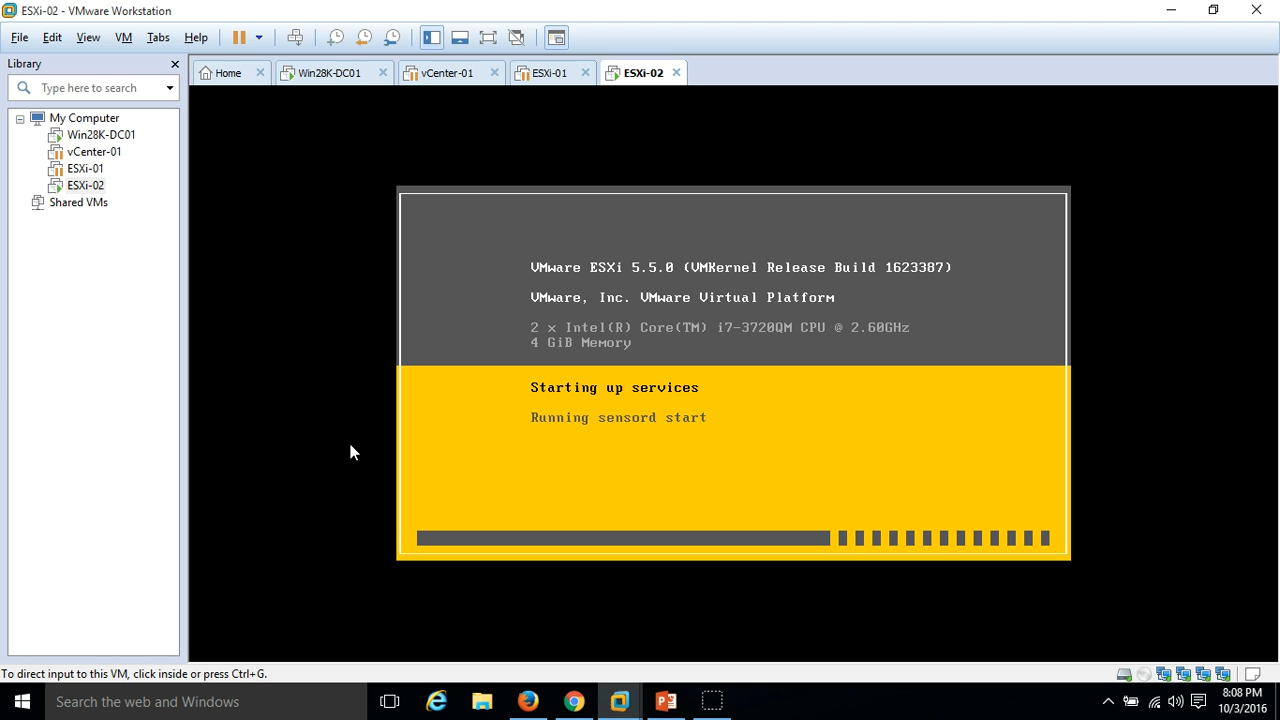 ESXi-02 - VMware Workstation
File Edit View VM Tabs Help
Library
Type here to search
My Computer
Win28K-DC01
vCenter-01
ESXi-01
ESXi-02
Shared VMs
Home Win28K-DC01 vCenter-01 ESXi-01 ESXi-02
VMware ESXi 5.5.0 (VMKernel Release Build 1623387)
VMware, Inc. VMware Virtual Platform
2 x Intel(R) Core(TM) i7-3720QM CPU @ 2.60GHz
4 GiB Memory
Starting up services
Running sensord start
To direct input to this VM, click inside or press Ctrl+G.
Search the web and Windows
8:08 PM
10/3/2016